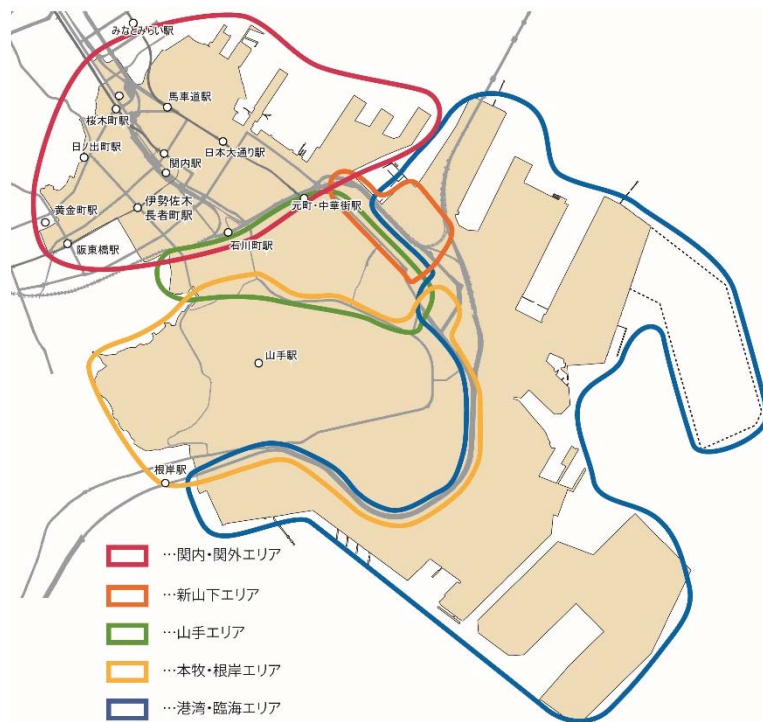 みなとみらい駅
馬車道駅
桜木町駅
日本大通り駅
日ノ出町駅
関内駅
伊勢佐木
長者町駅
元町・中華街駅
黄金町駅
石川町駅
阪東橋駅
山手駅
根岸駅
…関内・関外エリア
…新山下エリア
…山手エリア
…本牧・根岸エリア
…港湾・臨海エリア